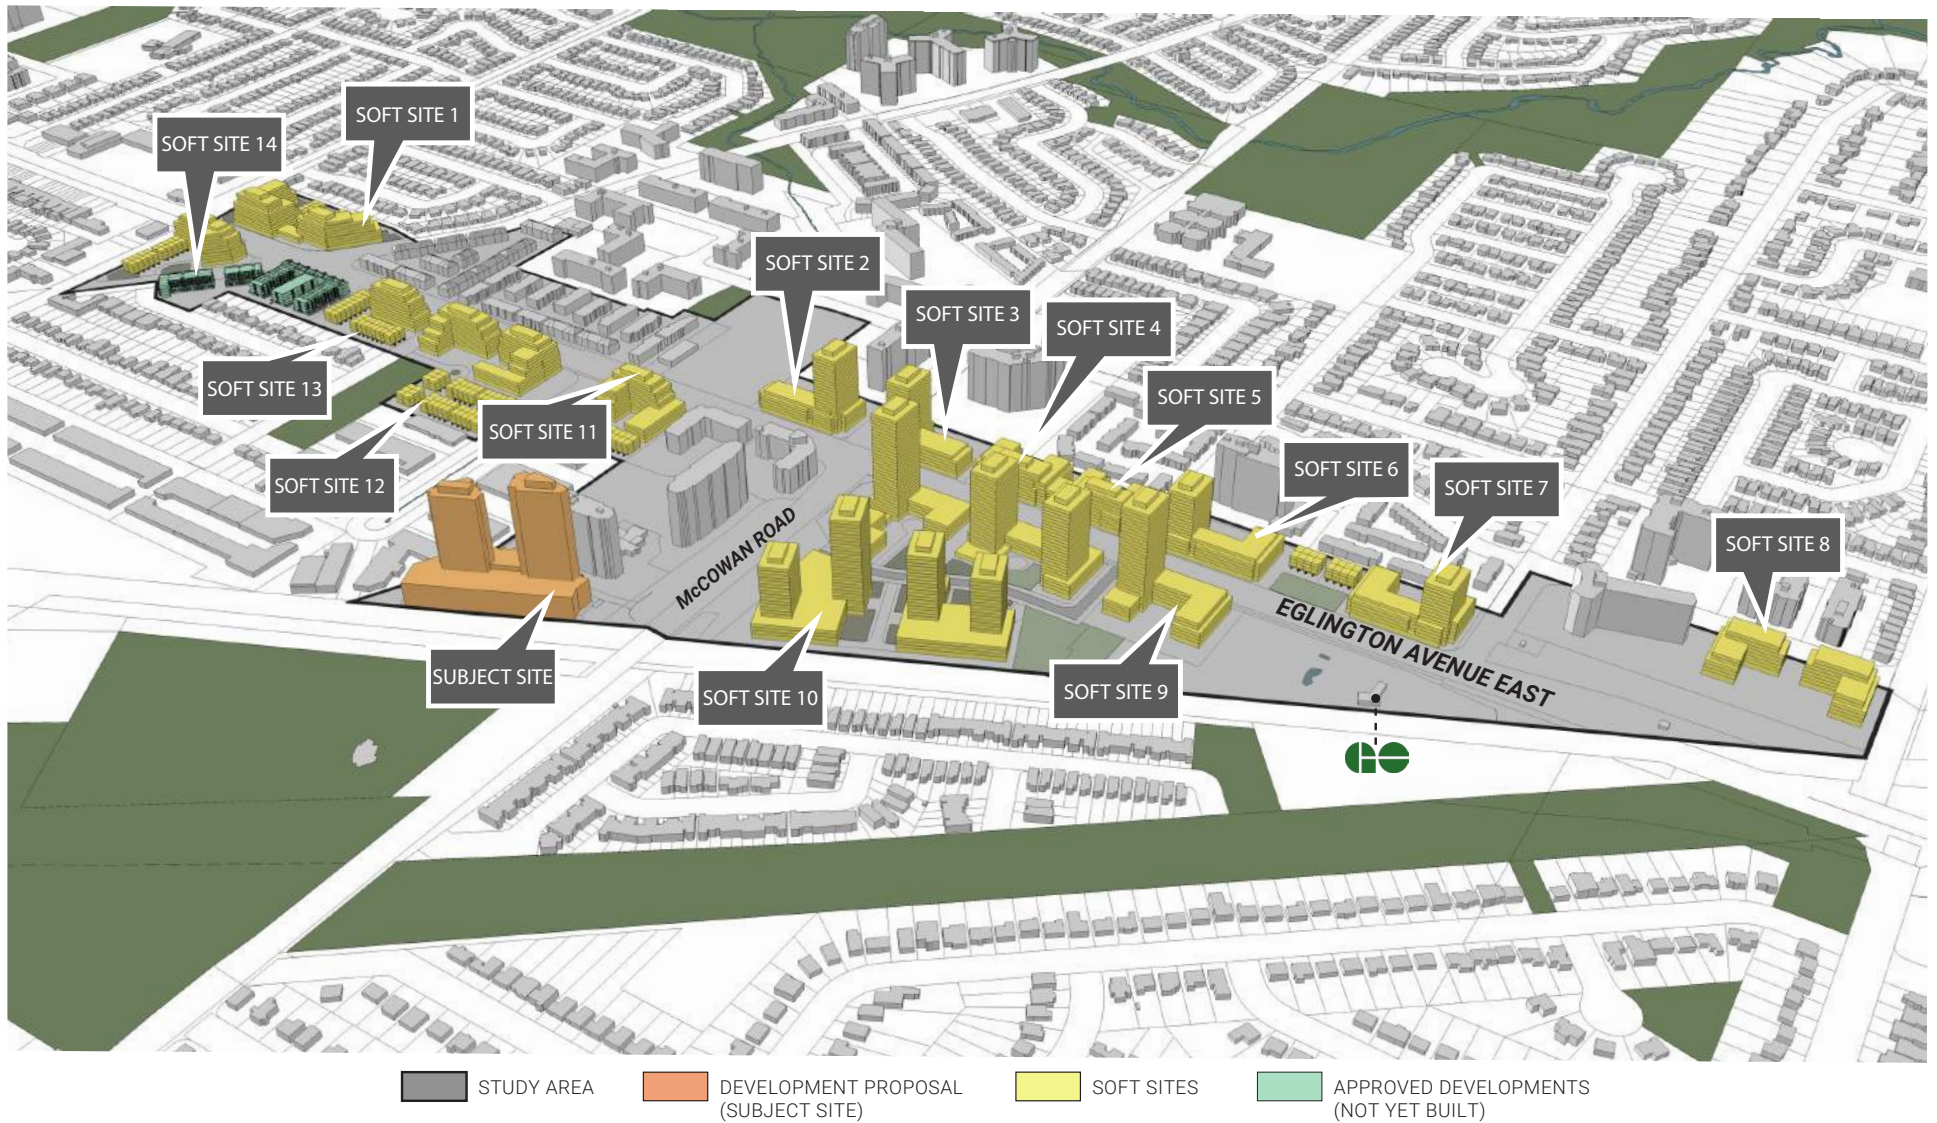 SOFT SITE 1
SOFT SITE 14
SOFT SITE 2
SOFT SITE 3
SOFT SITE 4
SOFT SITE 5
SOFT SITE 13
SOFT SITE 11
SOFT SITE 6
SOFT SITE 7
SOFT SITE 12
SOFT SITE 8
McCOWAN ROAD
EGLINGTON AVENUE EAST
SUBJECT SITE
SOFT SITE 10
SOFT SITE 9
GO
STUDY AREA
DEVELOPMENT PROPOSAL
(SUBJECT SITE)
SOFT SITES
APPROVED DEVELOPMENTS
(NOT YET BUILT)